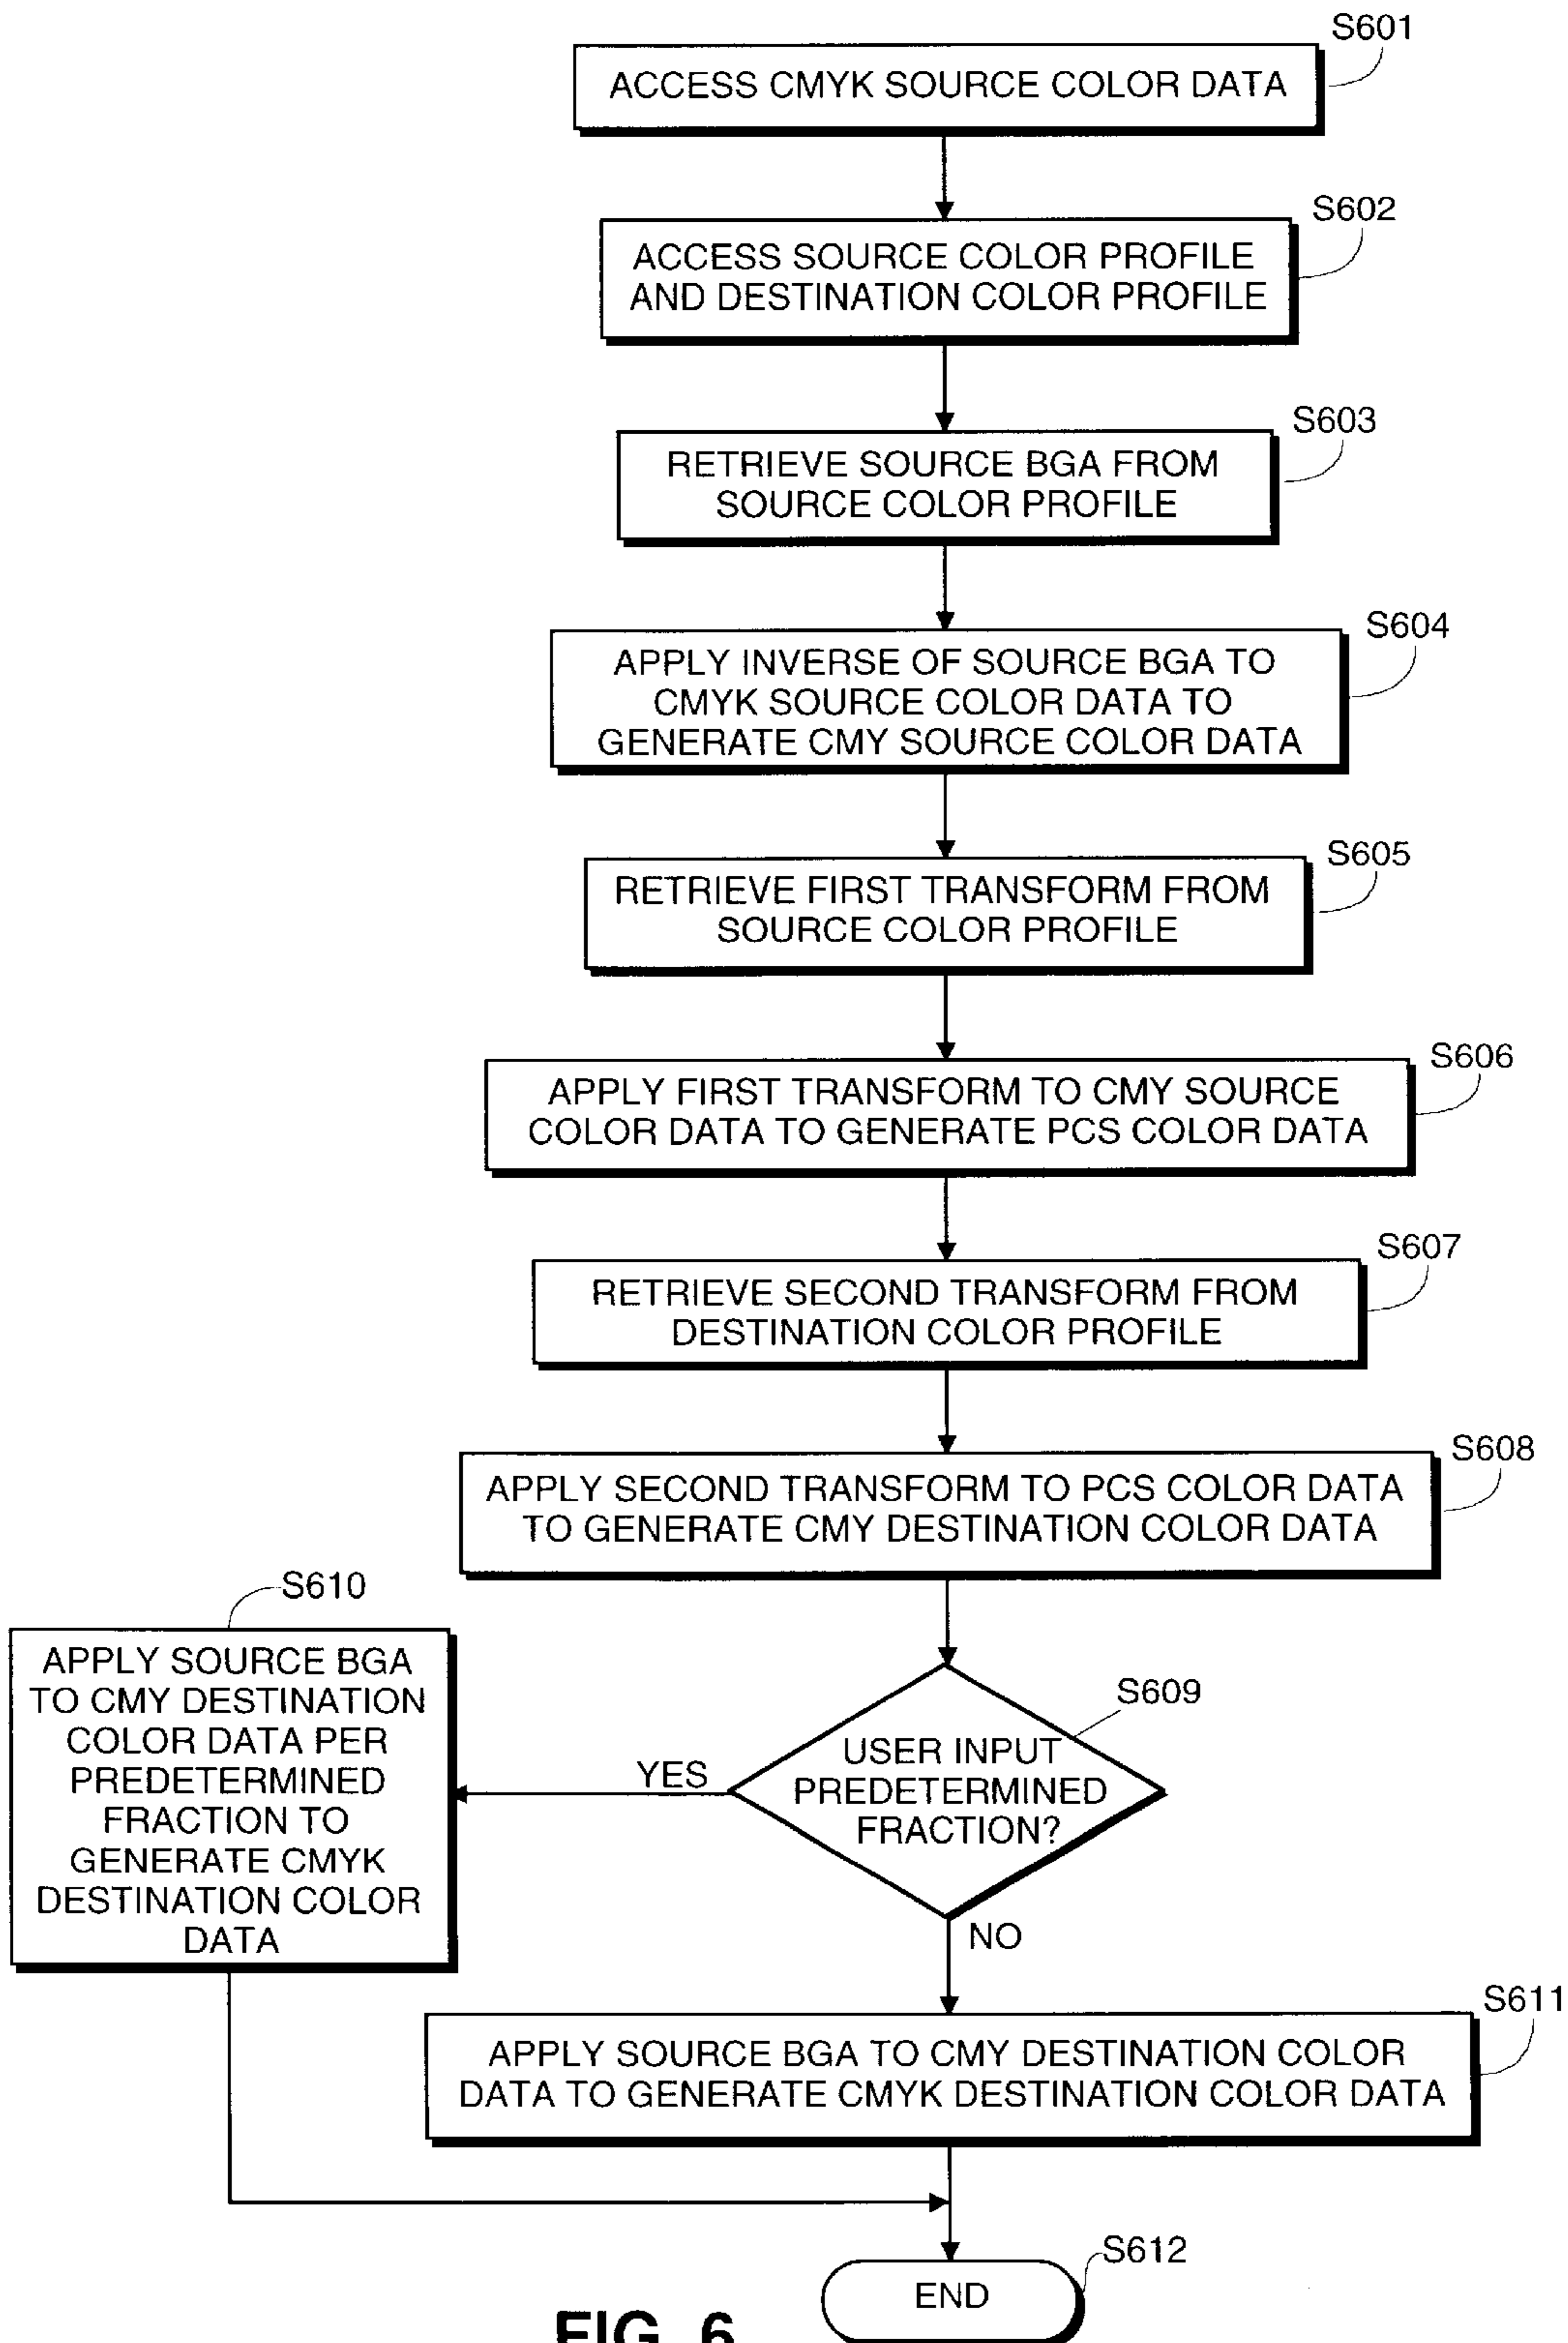 S601
ACCESS CMYK SOURCE COLOR DATA
S602
ACCESS SOURCE COLOR PROFILE
AND DESTINATION COLOR PROFILE
S603
RETRIEVE SOURCE BGA FROM
SOURCE COLOR PROFILE
S604
APPLY INVERSE OF SOURCE BGA TO
CMYK SOURCE COLOR DATA TO
GENERATE CMY SOURCE COLOR DATA
S605
RETRIEVE FIRST TRANSFORM FROM
SOURCE COLOR PROFILE
S606
APPLY FIRST TRANSFORM TO CMY SOURCE
COLOR DATA TO GENERATE PCS COLOR DATA
S607
RETRIEVE SECOND TRANSFORM FROM
DESTINATION COLOR PROFILE
S608
APPLY SECOND TRANSFORM TO PCS COLOR DATA
TO GENERATE CMY DESTINATION COLOR DATA
S609
USER INPUT
PREDETERMINED
FRACTION?
YES
S610
APPLY SOURCE BGA
TO CMY DESTINATION
COLOR DATA PER
PREDETERMINED
FRACTION TO
GENERATE CMYK
DESTINATION COLOR
DATA
NO
S611
APPLY SOURCE BGA TO CMY DESTINATION COLOR
DATA TO GENERATE CMYK DESTINATION COLOR DATA
S612
END
FIG. 6